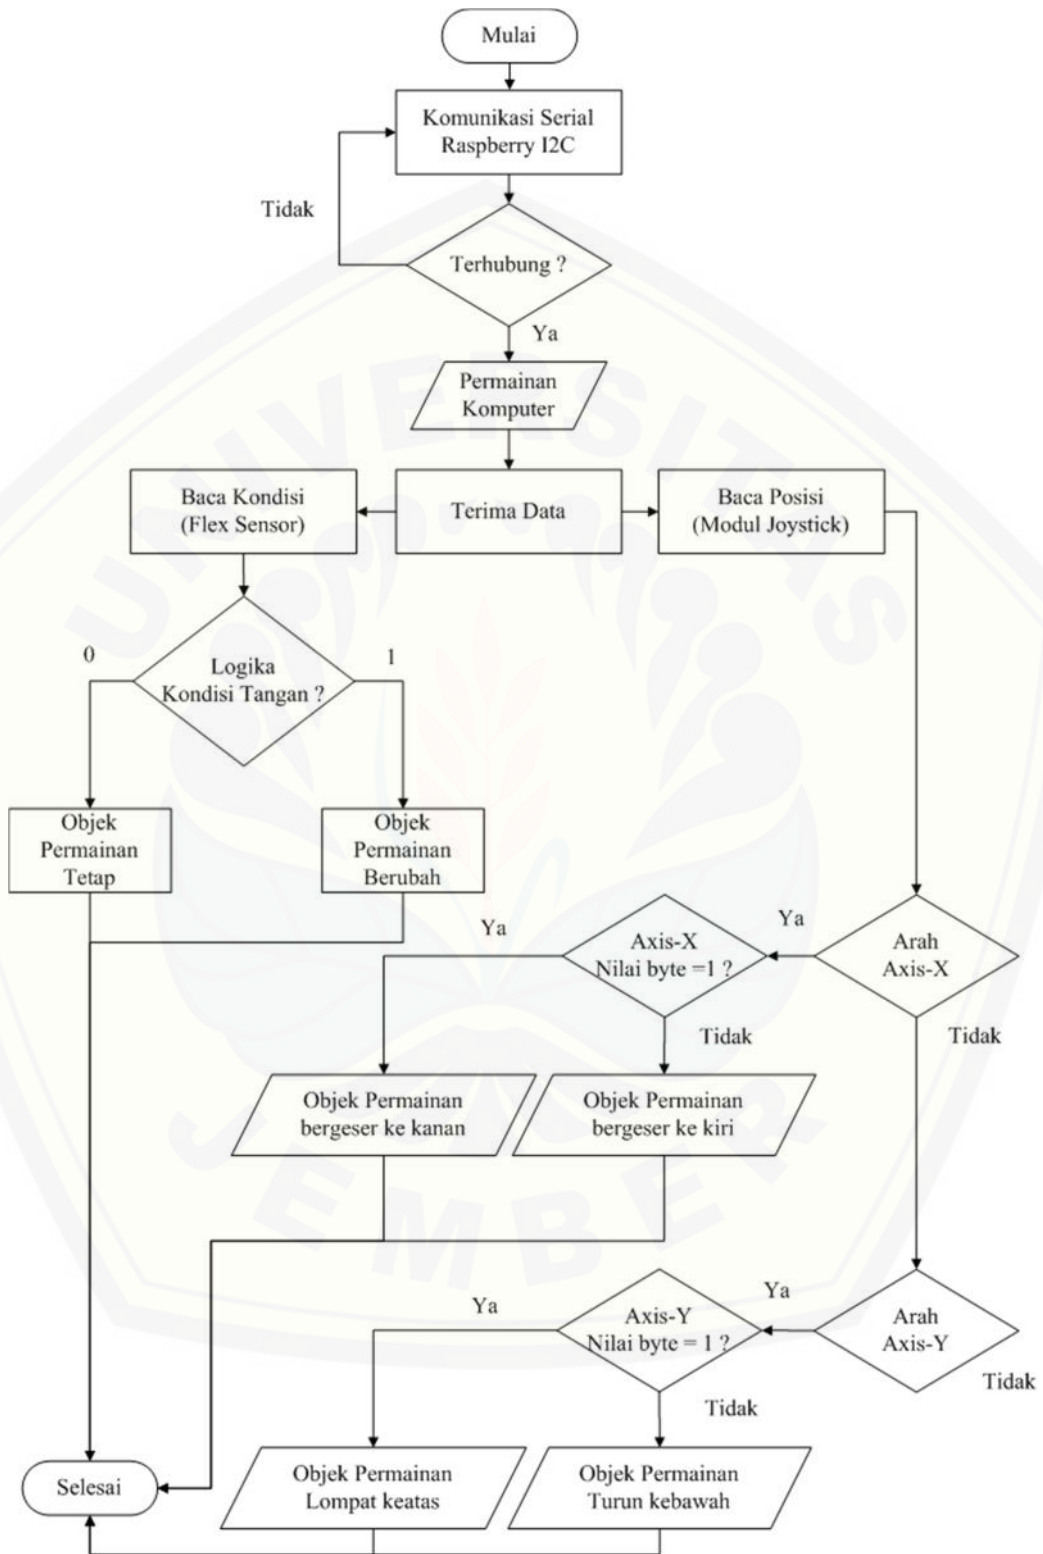 Mulai
Komunikasi Serial
Raspberry I2C
Tidak
Terhubung ?
Ya
Permainan
Komputer
Baca Kondisi
(Flex Sensor)
Terima Data
Baca Posisi
(Modul Joystick)
0
Logika
Kondisi Tangan ?
1
Objek
Permainan
Tetap
Objek
Permainan
Berubah
Ya
Axis-X
Nilai byte =1 ?
Ya
Arah
Axis-X
Tidak
Tidak
Objek Permainan
bergeser ke kanan
Objek Permainan
bergeser ke kiri
Ya
Axis-Y
Nilai byte = 1 ?
Ya
Arah
Axis-Y
Tidak
Tidak
Selesai
Objek Permainan
Lompat keatas
Objek Permainan
Turun kebawah
UNIVERSITAS
JEMBER